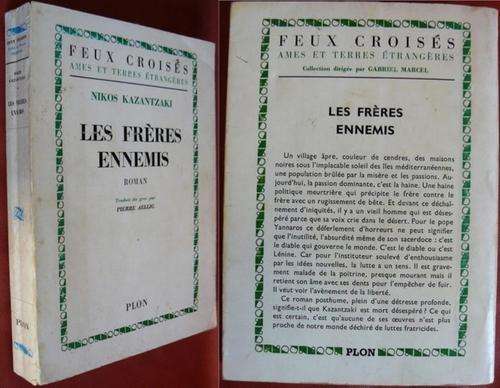 FEUX CROISÉS
AMES ET TERRES ÉTRANGÈRES
NIKOS KAZANTZAKI
LES FRÈRES
ENNEMIS
ROMAN
Traduit du grec par
PIERRE AELLIG
PLON
LES FRÈRES
ENNEMIS
PLON
FEUX CROISÉS
AMES ET TERRES ÉTRANGÈRES
Collection dirigée par GABRIEL MARCEL
LES FRÈRES
ENNEMIS
Un village âpre, couleur de cendres, des maisons
noires sous l'implacable soleil des îles méditerranéennes,
une population brûlée par la misère et les passions. Au-
jourd'hui, la passion dominante, c'est la haine. Une haine
politique meurtrière qui précipite le frère contre le
frère avec un rugissement de bête. Et devant ce déchaî-
nement d'iniquités, il y a un vieil homme qui est déses-
péré parce que sa voix crie dans le désert. Pour le pope
Yannaros ce déferlement d'horreurs ne peut signifier
que l'inutilité, l'absurdité même de son sacerdoce : c'est
le diable qui gouverne le monde. C'est le diable ou c'est
Lénine. Car pour l'instituteur soulevé d'enthousiasme
par les idées nouvelles, la lutte a un sens. Il est grave-
ment malade de la poitrine, presque mourant mais il
retient son âme avec ses dents pour l'empêcher de fuir.
Il veut voir l'avènement de la liberté.
Ce roman posthume, plein d'une détresse profonde,
signifie-t-il que Kazantzaki est mort désespéré? Ce qui
est certain, c'est qu'aucune de ses œuvres n'est plus
proche de notre monde déchiré de luttes fratricides.
PLON